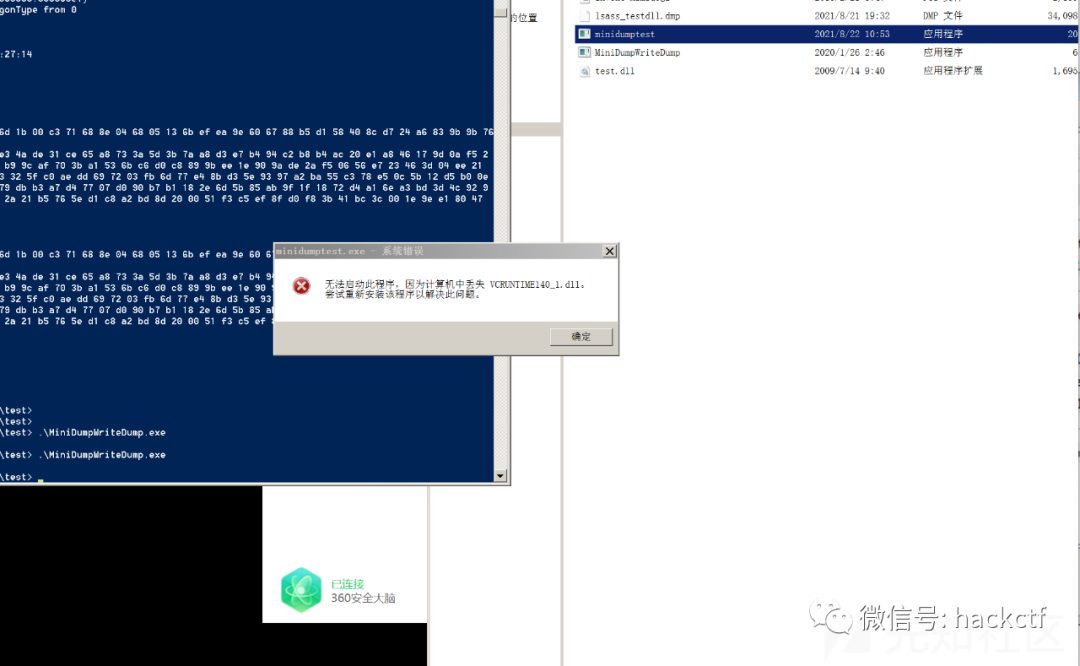 gonType from 0
:27:14
6d 1b 00 c3 71 68 8e 04 68 05 13 6b ef ea 9e 60 67 88 b5 d1 58 40 8c d7 24 a6 83 9b 9b 76
e3 4a de 31 ce 65 a8 73 3a 5d 3b 7a a8 d3 e7 b4 94 c2 b8 b4 ac 20 e1 a8 46 17 9d 0a f5 2
b9 9c af 70 3b a1 53 6b c6 d0 c8 89 9b ee 1e 90 9a de 2a f5 06 56 e7 23 46 3d 04 ee 21
3 32 5f c0 ae dd 69 72 03 fb 6d 77 e4 8b d3 5e 93 97 a2 ba 55 c3 78 e5 0c 5b 12 d5 b0 0e
79 db b3 a7 d4 77 07 d0 90 b7 b1 18 2e 6d 5b 85 ab 9f 1f 18 72 d4 a1 6e a3 bd 3d 4c 92 9
2a 21 b5 76 5e d1 c8 a2 bd 8d 20 00 51 f3 c5 ef 8f d0 f8 3b 41 bc 3c 00 1e 9e e1 80 47
6d 1b 00 c3 71 68 8e 04 68 05 13 6b ef ea 9e 60 6
e3 4a de 31 ce 65 a8 73 3a 5d 3b 7a a8 d3 e7 b4 94
b9 9c af 70 3b a1 53 6b c6 d0 c8 89 9b ee 1e 90
3 32 5f c0 ae dd 69 72 03 fb 6d 77 e4 8b d3 5e 93
79 db b3 a7 d4 77 07 d0 90 b7 b1 18 2e 6d 5b 85 ab
2a 21 b5 76 5e d1 c8 a2 bd 8d 20 00 51 f3 c5 ef
\test>
\test>
\test> .\MiniDumpWriteDump.exe
\test> .\MiniDumpWriteDump.exe
\test>
的位置
lsass_testdll.dmp 2021/8/21 19:32 DMP 文件 34,098
minidumptest 2021/8/22 10:53 应用程序 20
MiniDumpWriteDump 2020/1/26 2:46 应用程序 6
test.dll 2009/7/14 9:40 应用程序扩展 1,695
minidumptest.exe - 系统错误
无法启动此程序，因为计算机中丢失 VCRUNTIME140_1.dll。
尝试重新安装该程序以解决此问题。
确定
已连接
360安全大脑
微信号: hackctf
先知社区